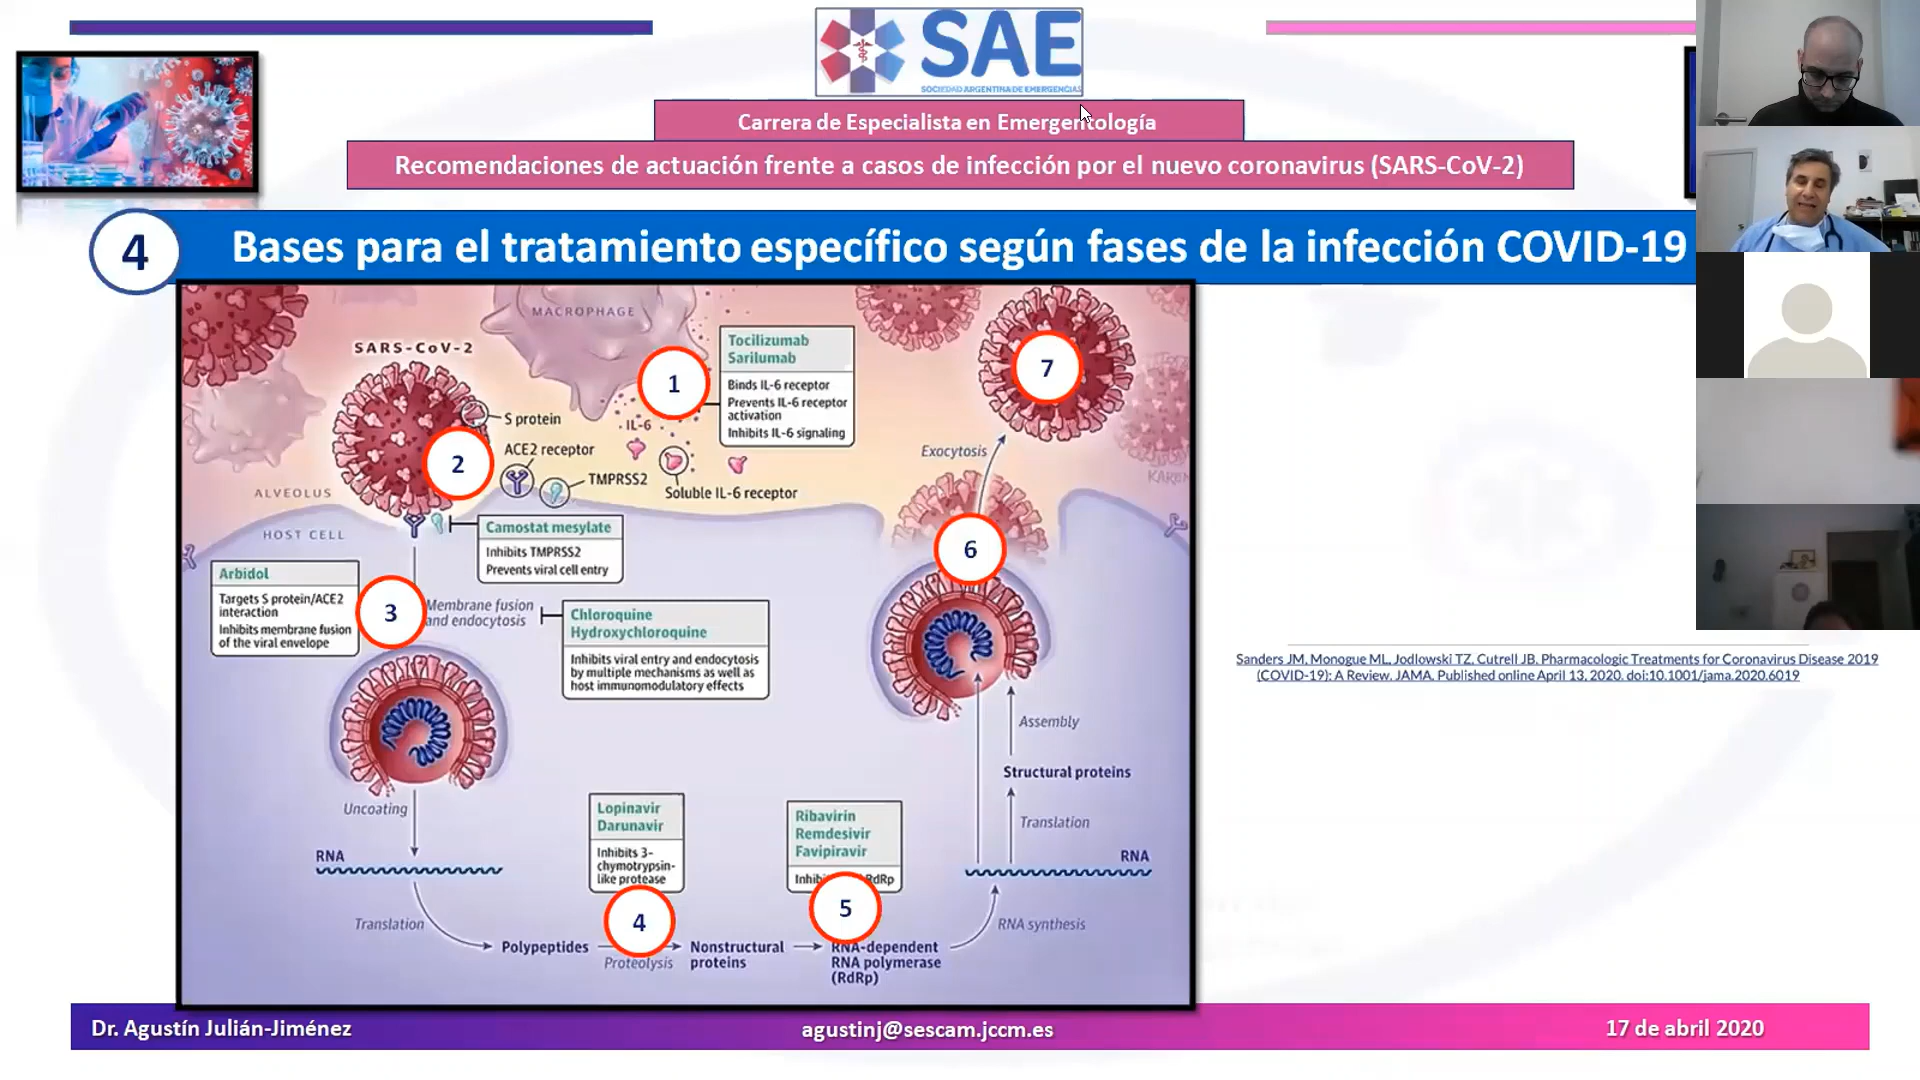 SAE
SOCIEDAD ARGENTINA DE EMERGENCIAS
Carrera de Especialista en Emergentología
Recomendaciones de actuación frente a casos de infección por el nuevo coronavirus (SARS-CoV-2)
4
Bases para el tratamiento específico según fases de la infección COVID-19
MACROPHAGE
SARS-CoV-2
S protein
ACE2 receptor
TMPRSS2
ALVEOLUS
HOST CELL
1
IL-6
Soluble IL-6 receptor
Tocilizumab
Sarilumab
Binds IL-6 receptor
Prevents IL-6 receptor
activation
Inhibits IL-6 signaling
2
Camostat mesylate
Inhibits TMPRSS2
Prevents viral cell entry
Arbidol
Targets S protein/ACE2
interaction
Inhibits membrane fusion
of the viral envelope
3
Membrane fusion
and endocytosis
Chloroquine
Hydroxychloroquine
Inhibits viral entry and endocytosis
by multiple mechanisms as well as
host immunomodulatory effects
Uncoating
RNA
Translation
Polypeptides
Lopinavir
Darunavir
Inhibits 3-
chymotrypsin-
like protease
4
Proteolysis
Nonstructural
proteins
Ribavirin
Remdesivir
Favipiravir
RdRp
5
RNA-dependent
RNA polymerase
(RdRp)
RNA synthesis
RNA
Translation
Structural proteins
Assembly
6
Exocytosis
7
Sanders JM, Monogue ML, Jodlowski TZ, Cutrell JB. Pharmacologic Treatments for Coronavirus Disease 2019
(COVID-19): A Review. JAMA. Published online April 13, 2020. doi:10.1001/jama.2020.6019
Dr. Agustín Julián-Jiménez
agustinj@sescam.jccm.es
17 de abril 2020